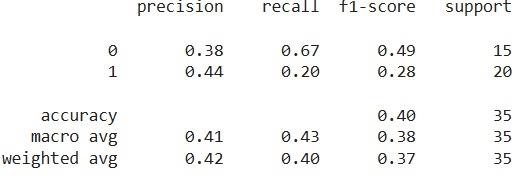 precision recall f1-score support
0 0.38 0.67 0.49 15
1 0.44 0.20 0.28 20
accuracy 0.40 35
macro avg 0.41 0.43 0.38 35
weighted avg 0.42 0.40 0.37 35